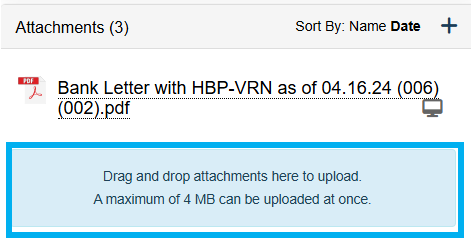 Attachments (3)
Sort By: Name Date
PDF
Bank Letter with HBP-VRN as of 04.16.24 (006)
(002).pdf
Drag and drop attachments here to upload.
A maximum of 4 MB can be uploaded at once.